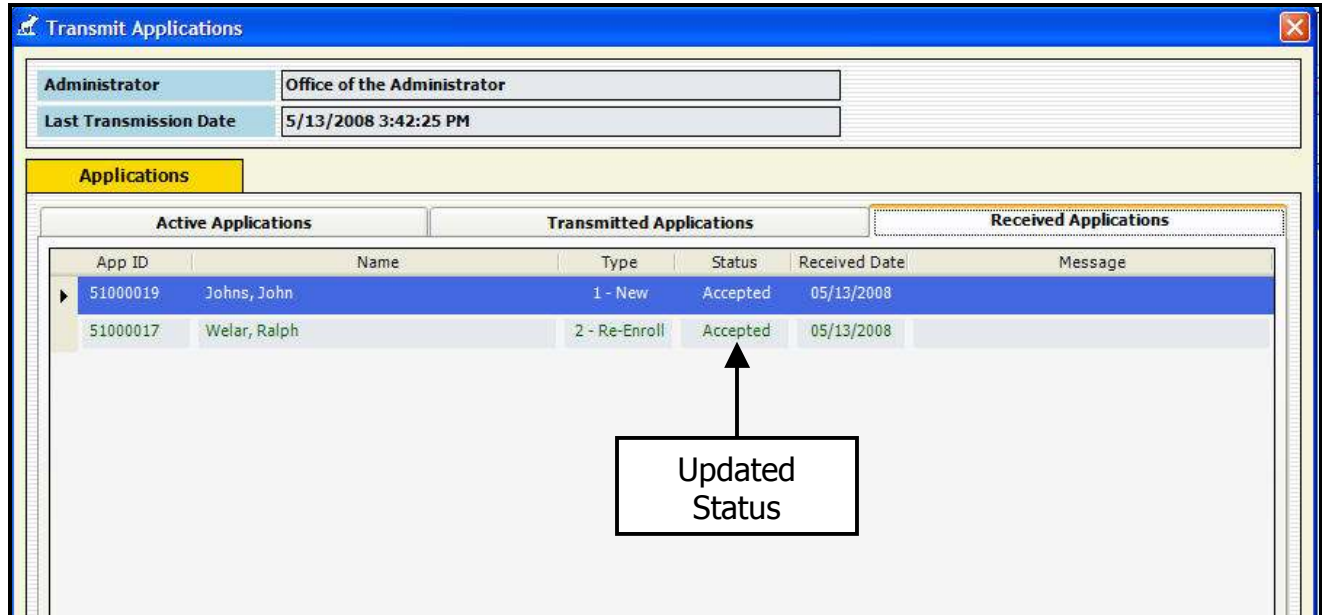 Transmit Applications
Administrator Office of the Administrator
Last Transmission Date 5/13/2008 3:42:25 PM
Applications
Active Applications Transmitted Applications Received Applications
App ID Name Type Status Received Date Message
51000019 Johns, John 1 - New Accepted 05/13/2008
51000017 Welar, Ralph 2 - Re-Enroll Accepted 05/13/2008
Updated
Status